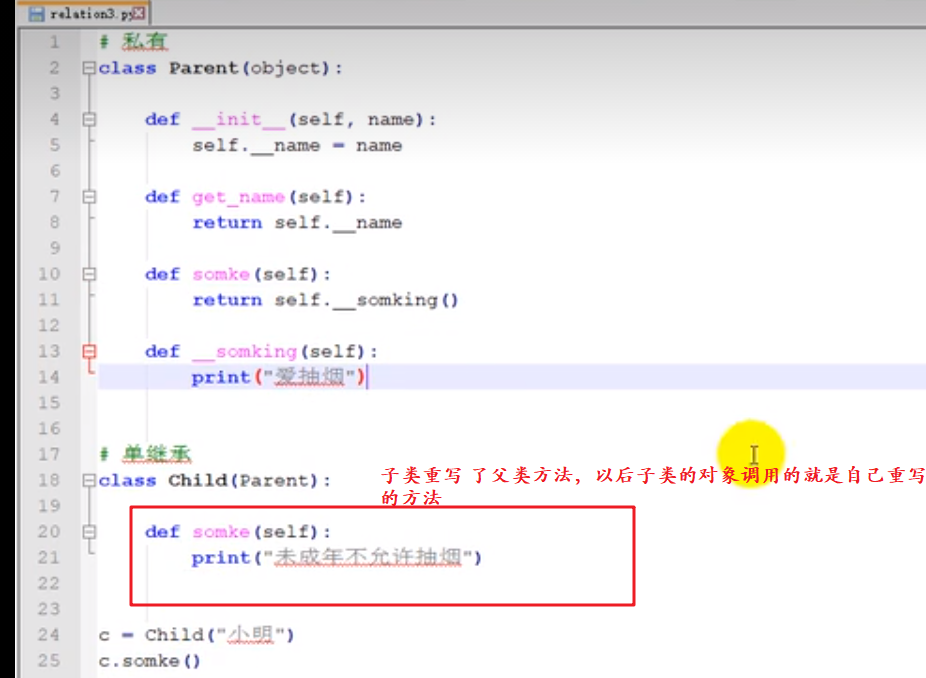 relation3.py
1 # 私有
2 class Parent(object):
3
4 def __init__(self, name):
5 self.__name = name
6
7 def get_name(self):
8 return self.__name
9
10 def somke(self):
11 return self.__somking()
12
13 def __somking(self):
14 print("爱抽烟")
15
16
17 # 单继承
18 class Child(Parent):
子类重写 了父类方法，以后子类的对象调用的就是自己重写
的方法
19
20 def somke(self):
21 print("未成年不允许抽烟")
22
23
24 c = Child("小明")
25 c.somke()